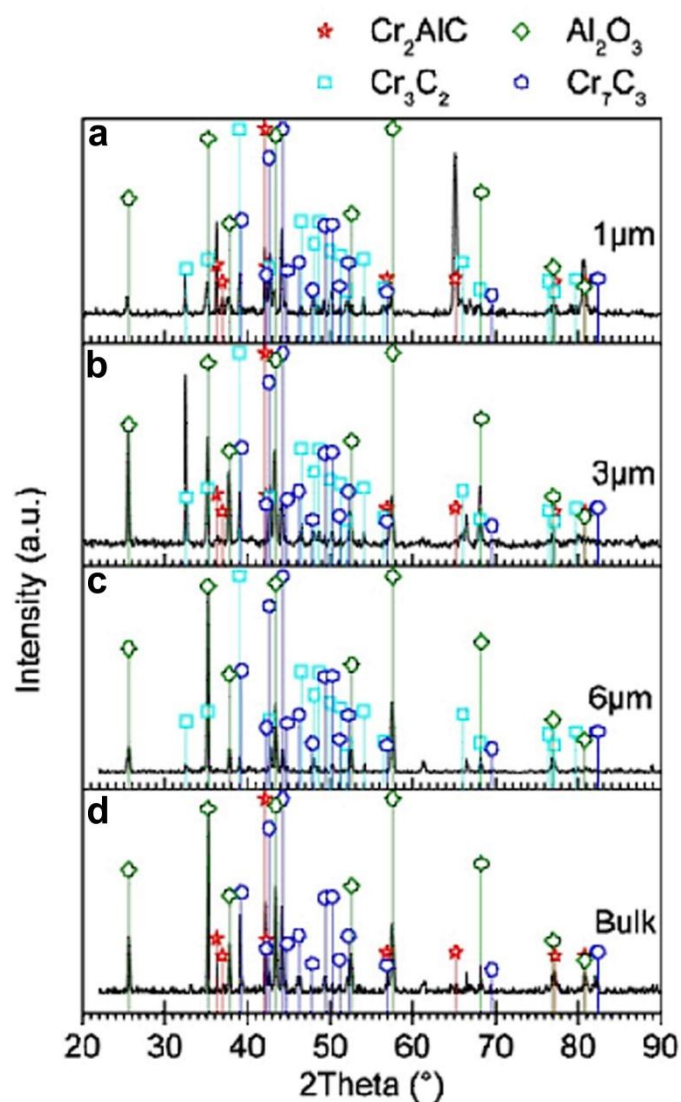 Cr₂AlC Al₂O₃
Cr₃C₂ Cr₇C₃
a
1µm
b
3µm
c
6µm
d
Bulk
Intensity (a.u.)
20 30 40 50 60 70 80 90
2Theta (°)